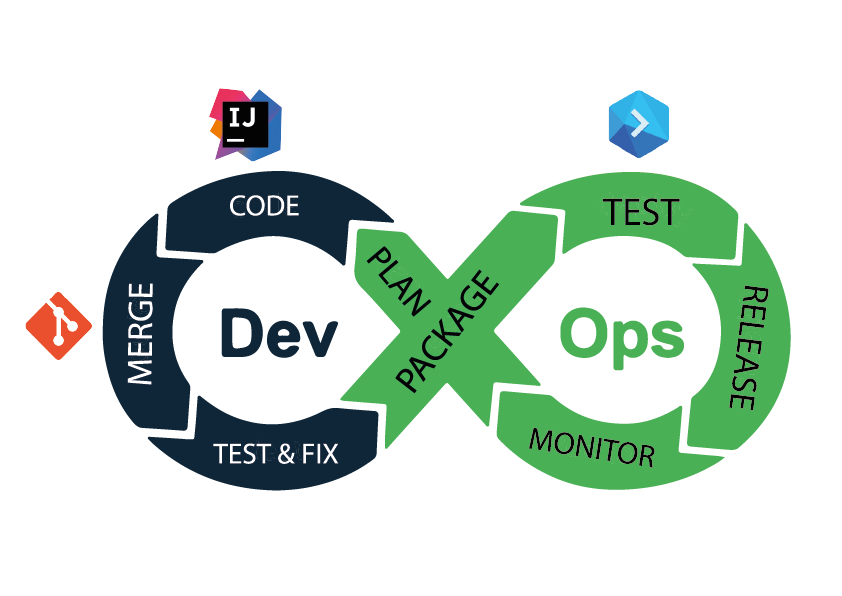 IJ
CODE
MERGE
TEST & FIX
Dev
PLAN
PACKAGE
TEST
RELEASE
MONITOR
Ops